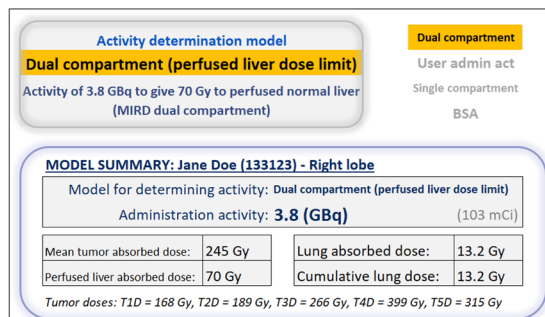 Activity determination model
Dual compartment (perfused liver dose limit)
Activity of 3.8 GBq to give 70 Gy to perfused normal liver
(MIRD dual compartment)
Dual compartment
User admin act
Single compartment
BSA
MODEL SUMMARY: Jane Doe (133123) - Right lobe
Model for determining activity: Dual compartment (perfused liver dose limit)
Administration activity: 3.8 (GBq) (103 mCi)
Mean tumor absorbed dose: 245 Gy
Perfused liver absorbed dose: 70 Gy
Lung absorbed dose: 13.2 Gy
Cumulative lung dose: 13.2 Gy
Tumor doses: T1D = 168 Gy, T2D = 189 Gy, T3D = 266 Gy, T4D = 399 Gy, T5D = 315 Gy